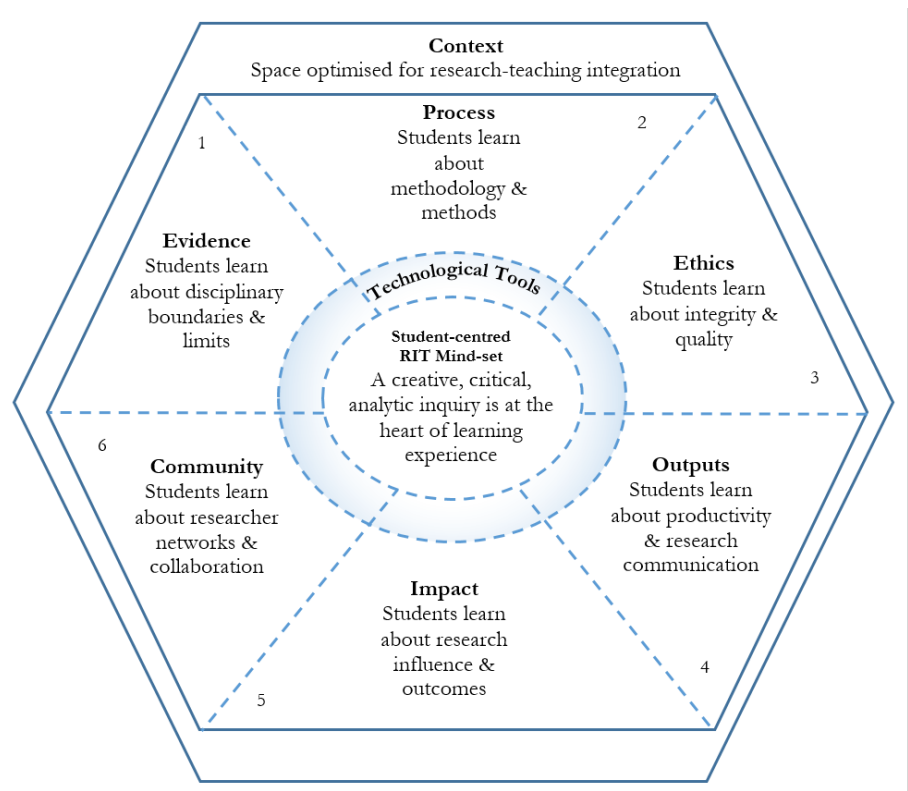 Context
Space optimised for research-teaching integration
1
Process
Students learn
about
methodology &
methods
2
Evidence
Students learn
about disciplinary
boundaries &
limits
Technological Tools
Ethics
Students learn
about integrity &
quality
3
Student-centred
RIT Mind-set
A creative, critical,
analytic inquiry is at the
heart of learning
experience
6
Community
Students learn
about researcher
networks &
collaboration
Outputs
Students learn
about productivity
& research
communication
4
Impact
Students learn
about research
influence &
outcomes
5